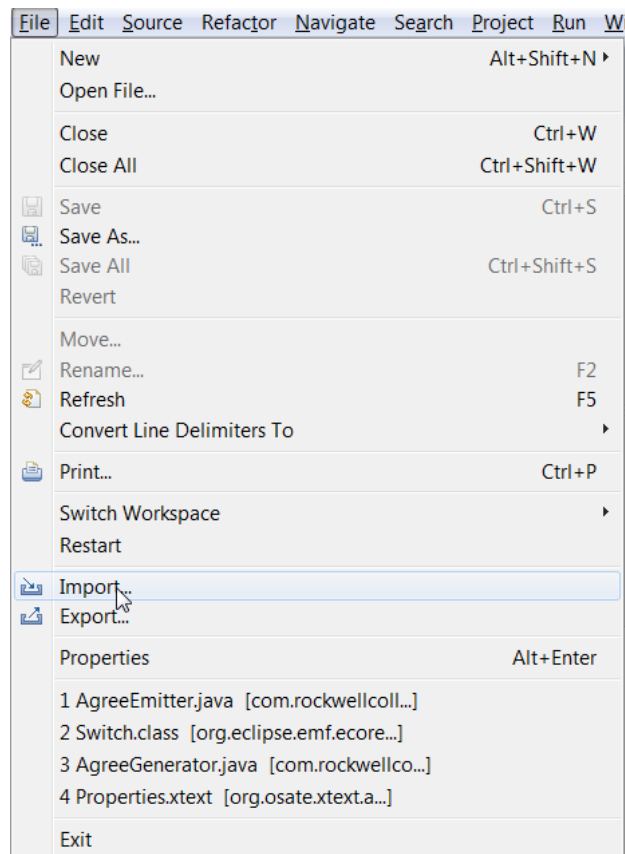 File Edit Source Refactor Navigate Search Project Run Wi
New Alt+Shift+N
Open File...
Close Ctrl+W
Close All Ctrl+Shift+W
Save Ctrl+S
Save As...
Save All Ctrl+Shift+S
Revert
Move...
Rename... F2
Refresh F5
Convert Line Delimiters To
Print... Ctrl+P
Switch Workspace
Restart
Import...
Export...
Properties Alt+Enter
1 AgreeEmitter.java [com.rockwellcoll...]
2 Switch.class [org.eclipse.emf.ecore...]
3 AgreeGenerator.java [com.rockwellco...]
4 Properties.xtext [org.osate.xtext.a...]
Exit